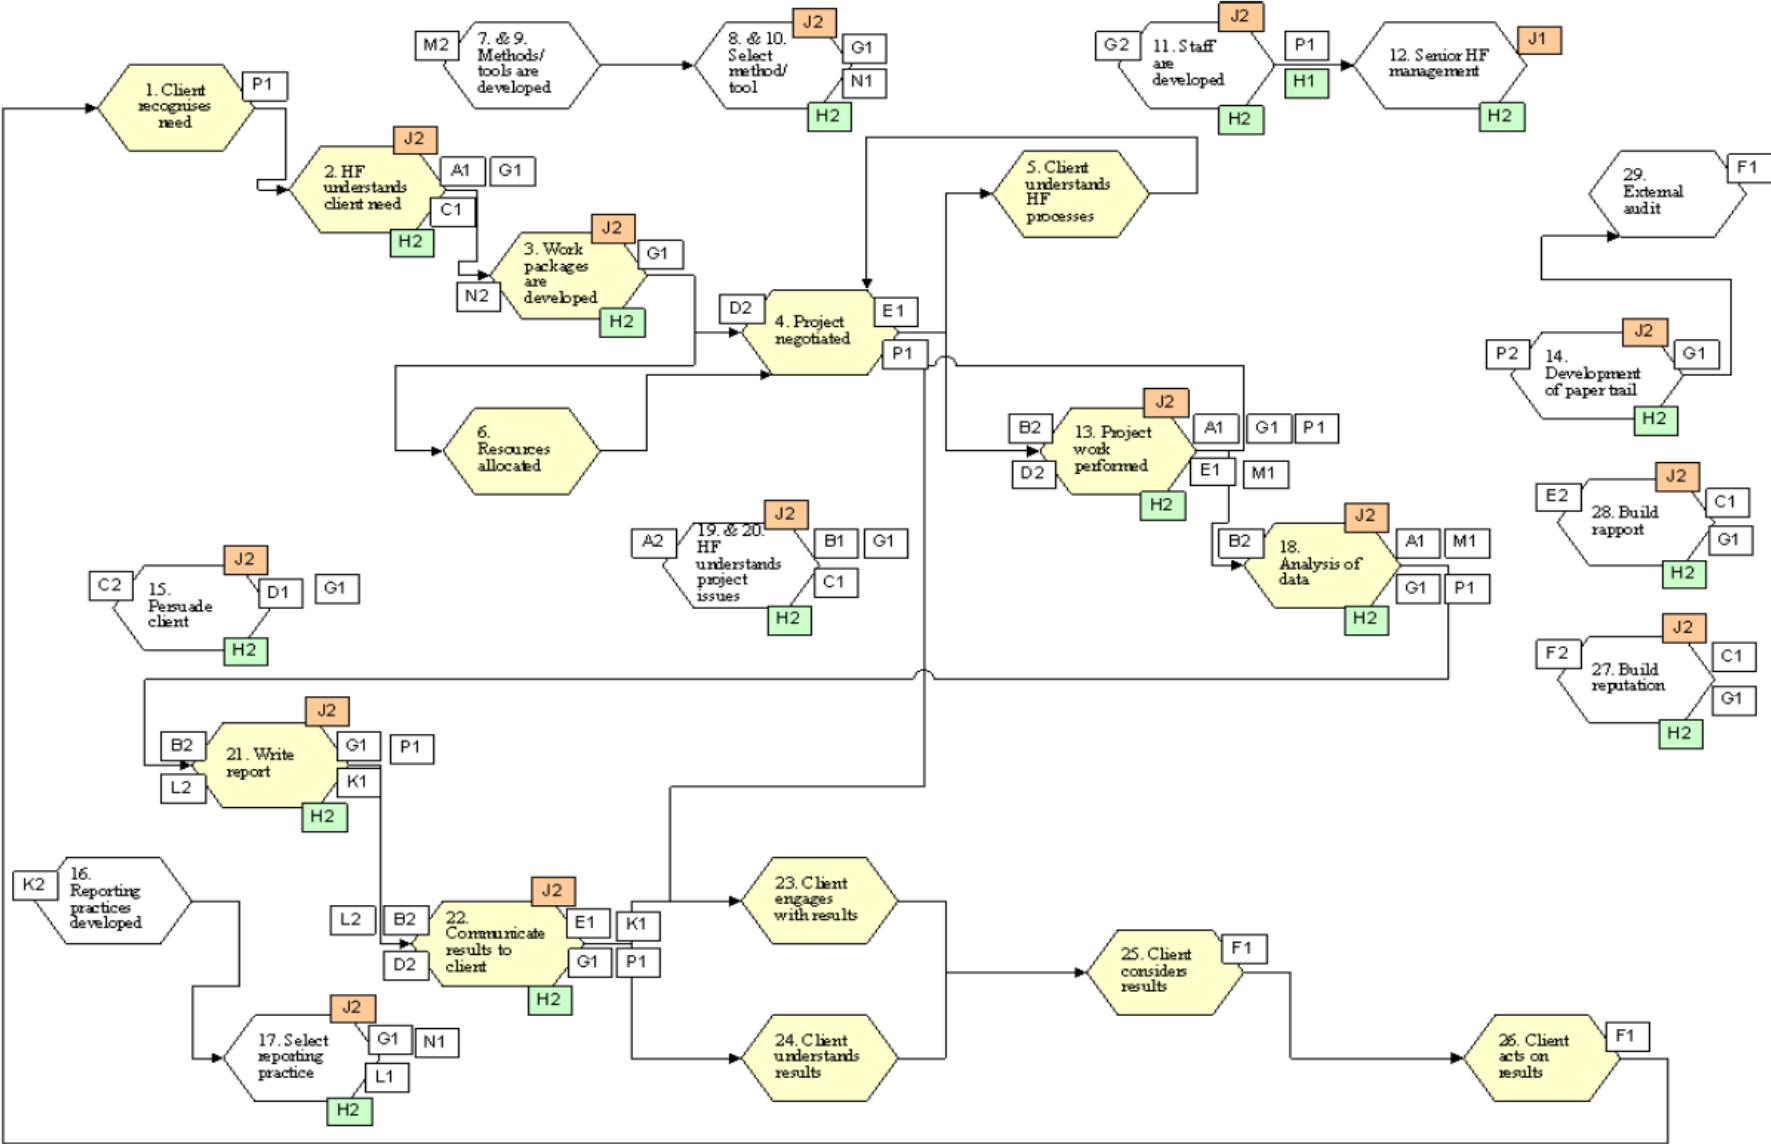 J2
J2
M2
7. & 9.
Methods/
tools are
developed
8. & 10.
Select
method/
tool
G1
N1
H2
G2
11. Staff
are
developed
P1
H1
H2
12. Senior HF
management
J1
H2
1. Client
recognises
need
P1
J2
2. HF
understands
client need
A1
G1
C1
H2
5. Client
understands
HF
processes
29.
External
audit
F1
J2
3. Work
packages
are
developed
G1
N2
H2
D2
4. Project
negotiated
E1
P1
J2
P2
14.
Development
of paper trail
G1
H2
6.
Resources
allocated
J2
B2
D2
13. Project
work
performed
A1
G1
P1
E1
M1
H2
J2
E2
28. Build
rapport
C1
G1
H2
J2
A2
19. & 20.
HF
understands
project
issues
B1
G1
C1
H2
J2
B2
18.
Analysis of
data
A1
M1
G1
P1
H2
J2
C2
15.
Persuade
client
D1
G1
H2
J2
F2
27. Build
reputation
C1
G1
H2
J2
B2
L2
21. Write
report
G1
P1
K1
H2
K2
16.
Reporting
practices
developed
J2
L2
B2
D2
22.
Communicate
results to
client
E1
K1
G1
P1
H2
23. Client
engages
with results
24. Client
understands
results
25. Client
considers
results
F1
26. Client
acts on
results
F1
J2
17. Select
reporting
practice
G1
N1
L1
H2